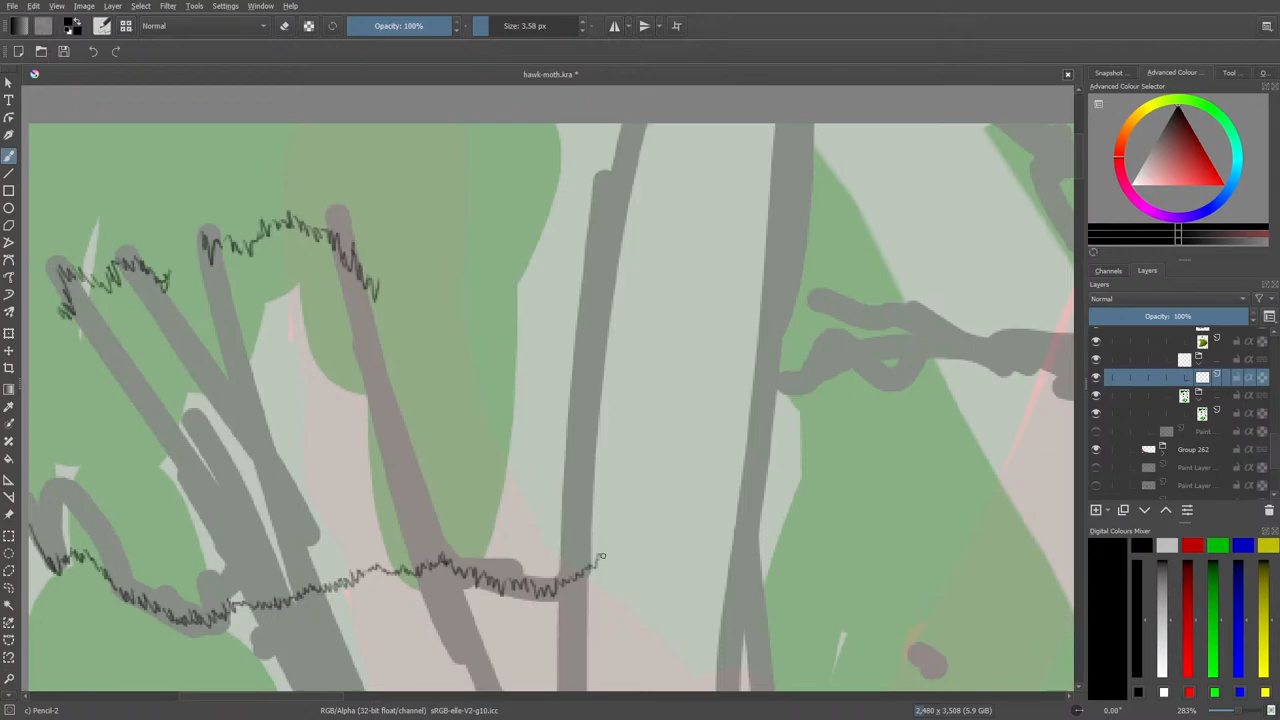 File Edit View Image Layer Select Filter Tools Settings Window Help
Normal Opacity: 100% Size: 3.58 px
hawk-moth.kra *
Snapshot ... Advanced Colour ... Tool ... O...
Advanced Colour Selector
Channels Layers
Layers
Normal
Opacity: 100%
Paint ...
Group 262
Paint Layer ...
Paint Layer ...
Digital Colours Mixer
c) Pencil-2 RGB/Alpha (32-bit float/channel) sRGB-elle-V2-g10.icc 2,480 x 3,508 (5.9 GiB) 0.00° 283%